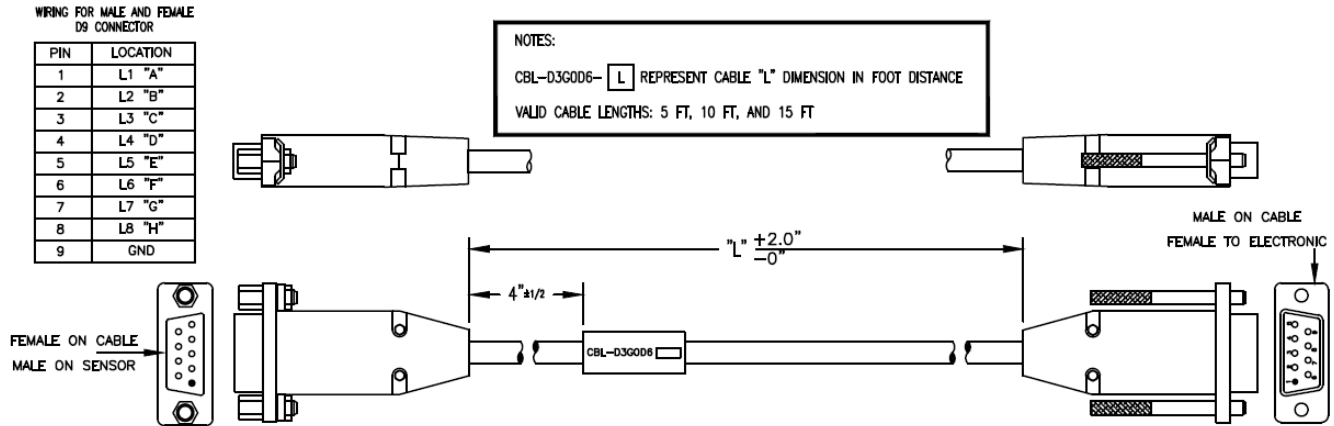 WIRING FOR MALE AND FEMALE
D9 CONNECTOR
PIN LOCATION
1 L1 "A"
2 L2 "B"
3 L3 "C"
4 L4 "D"
5 L5 "E"
6 L6 "F"
7 L7 "G"
8 L8 "H"
9 GND
NOTES:
CBL-D3G0D6- L REPRESENT CABLE "L" DIMENSION IN FOOT DISTANCE
VALID CABLE LENGTHS: 5 FT, 10 FT, AND 15 FT
MALE ON CABLE
FEMALE TO ELECTRONIC
"L" +2.0"
-0"
4"±1/2
FEMALE ON CABLE
MALE ON SENSOR
CBL-D3G0D6